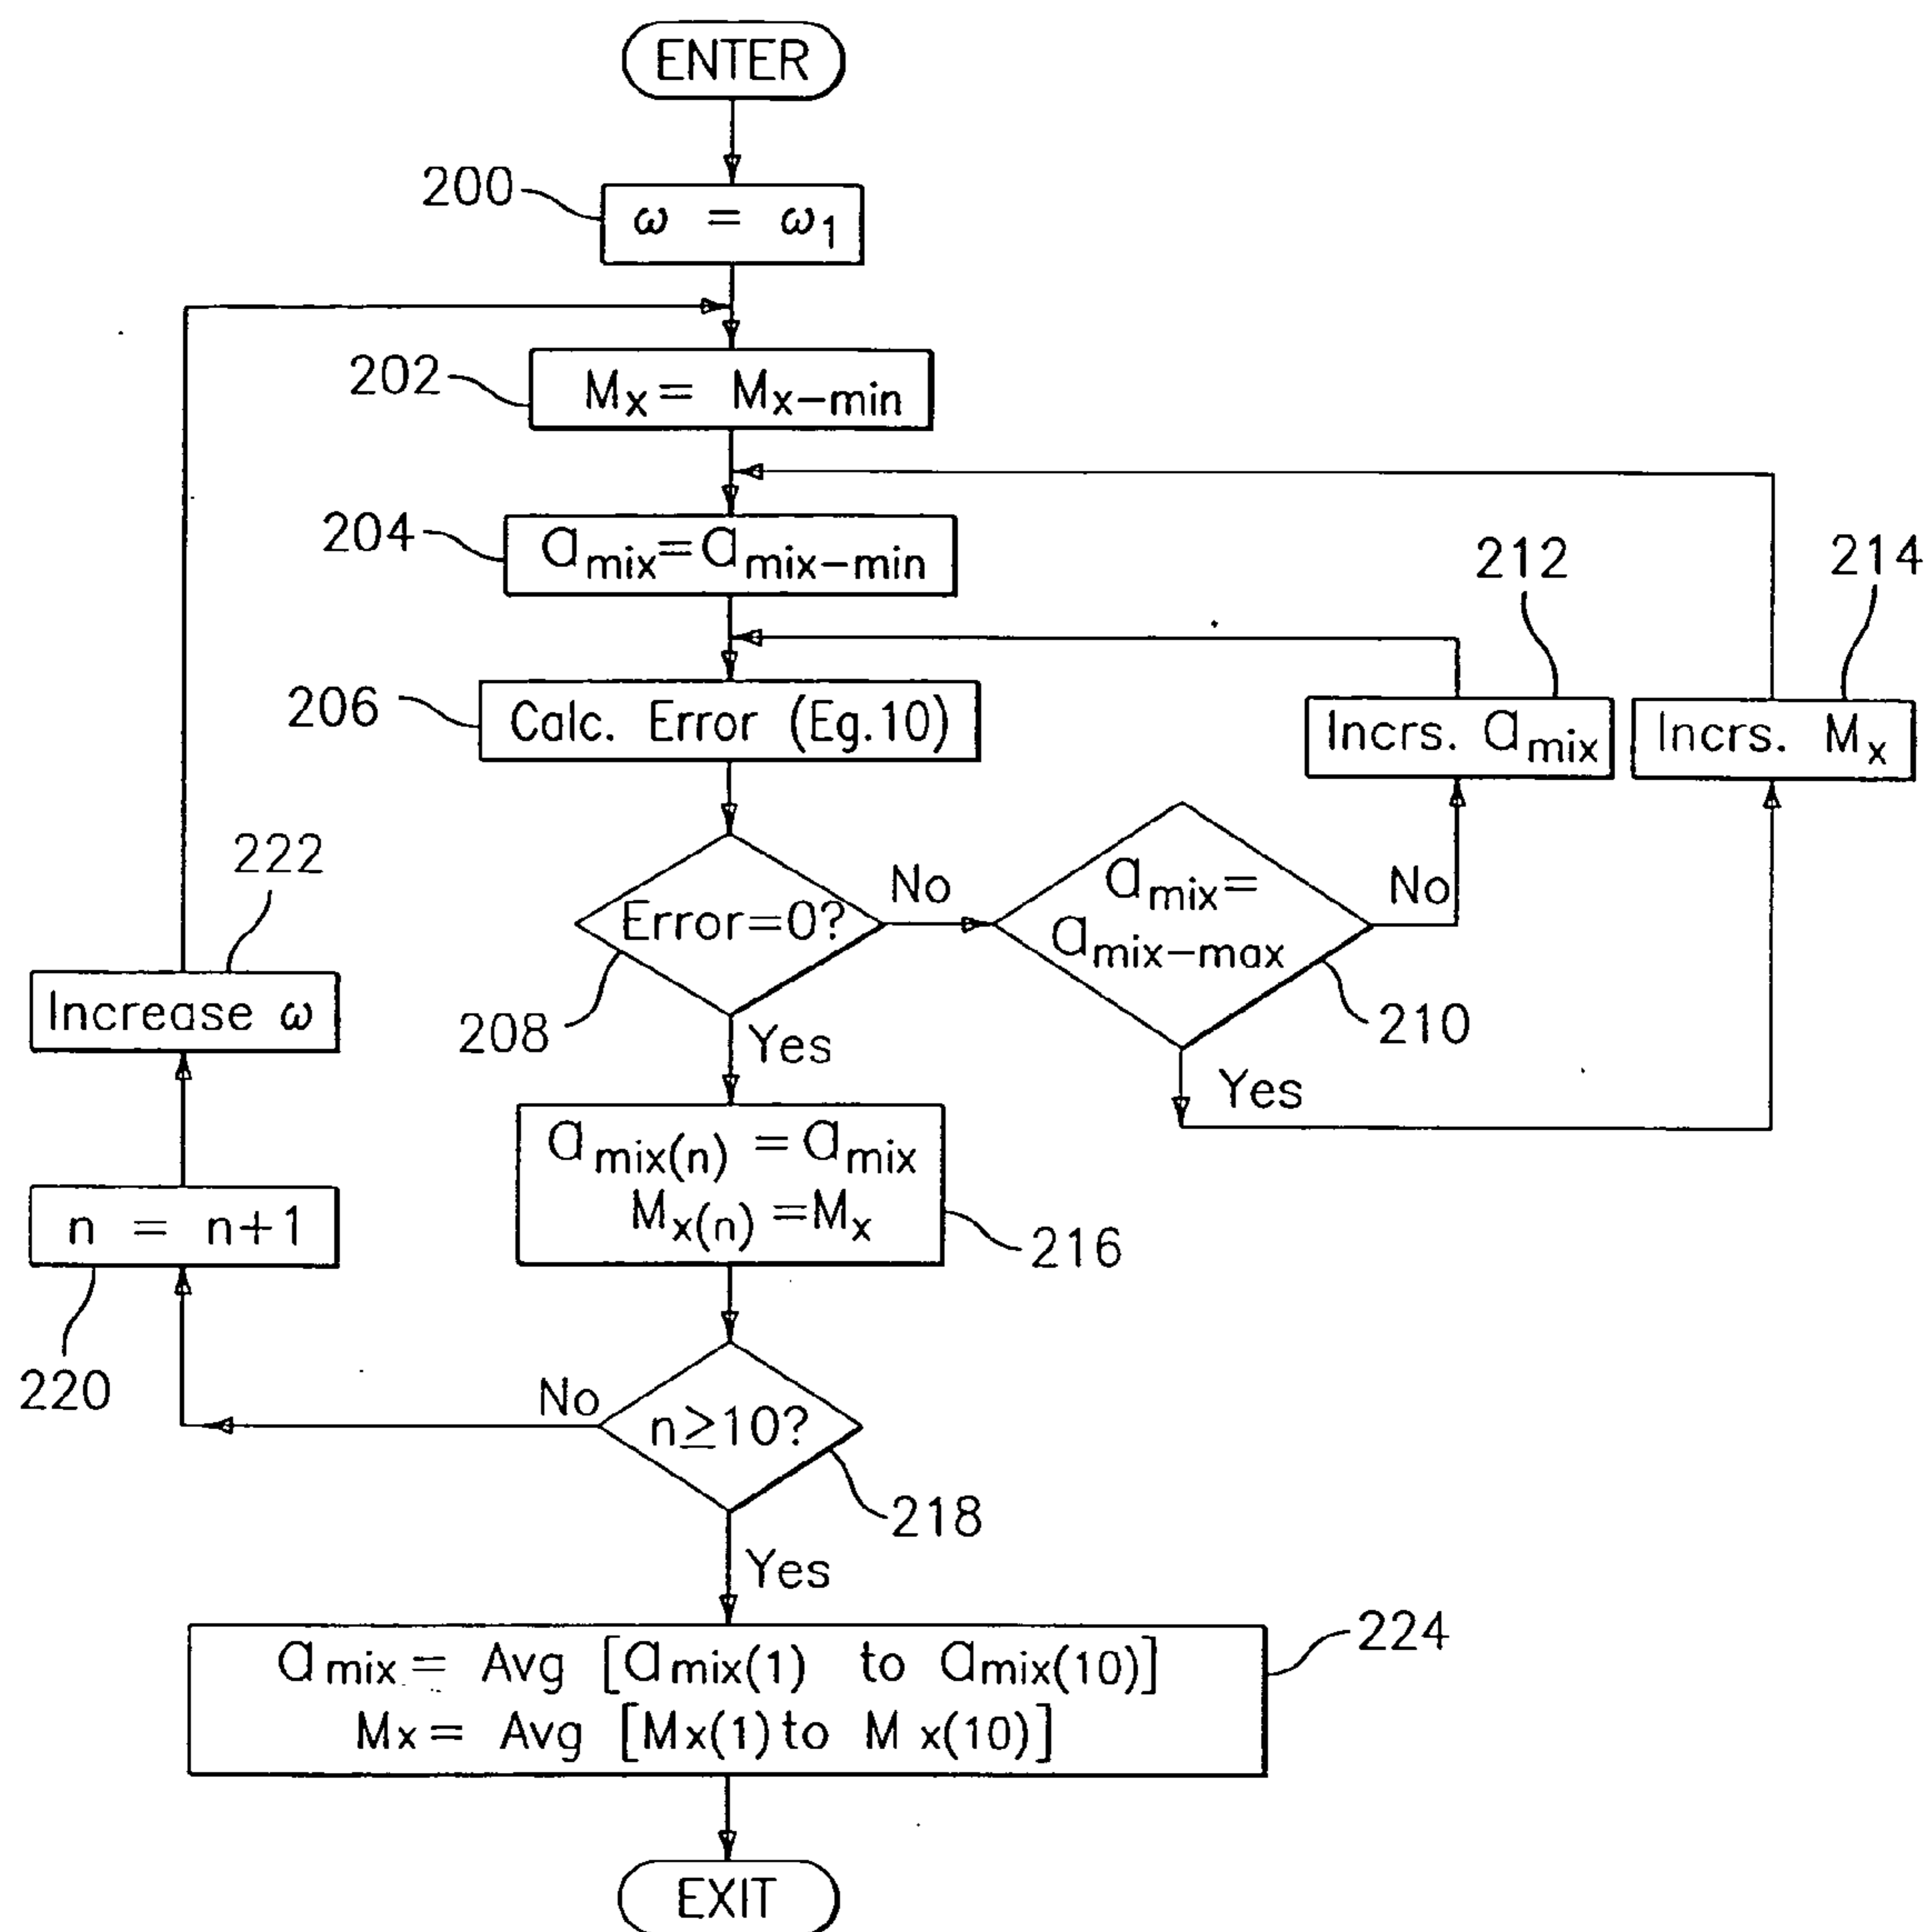 ENTER
200
ω = ω1
202
Mx = Mx-min
204
amix=amix-min
212
214
206
Calc. Error (Eg.10)
Incrs. amix
Incrs. Mx
222
No
amix=
amix-max
No
Error=0?
Increase ω
208
210
Yes
Yes
amix(n) = amix
Mx(n) =Mx
n = n+1
216
220
No
n≥10?
218
Yes
224
amix = Avg [amix(1) to amix(10)]
Mx = Avg [Mx(1) to Mx(10)]
EXIT